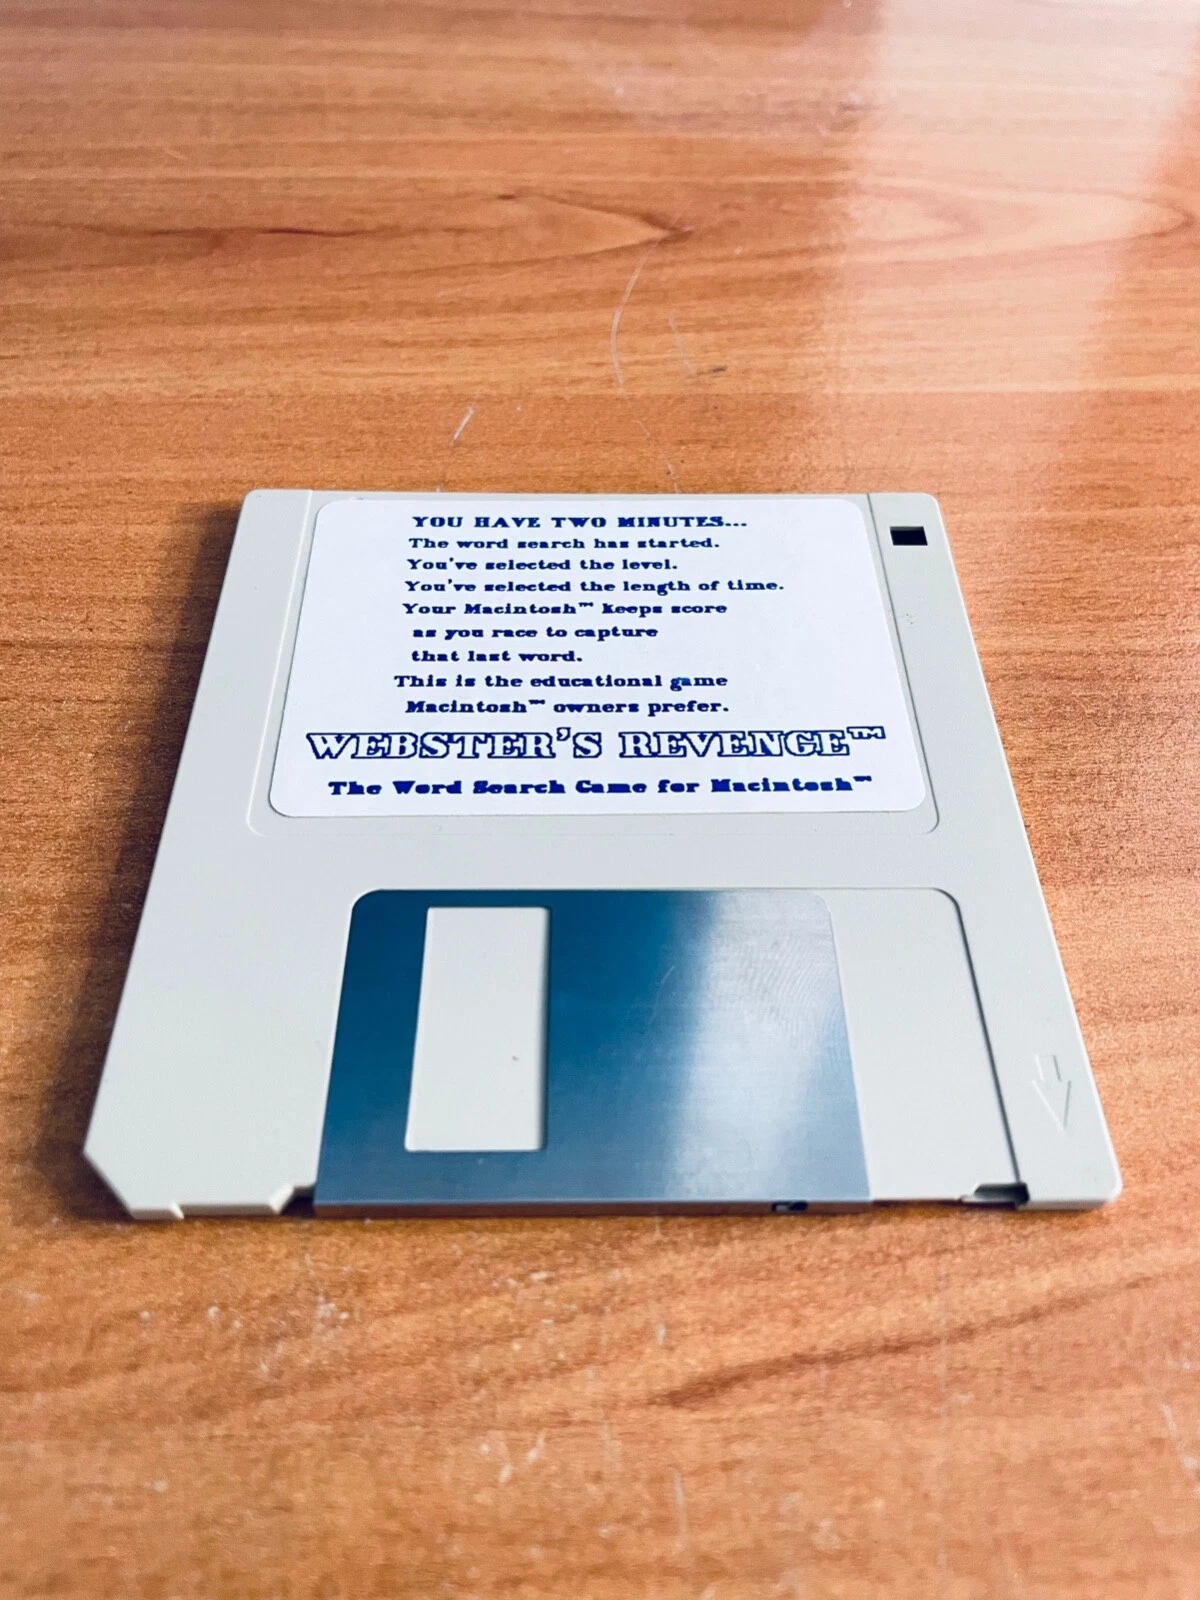 YOU HAVE TWO MINUTES...
The word search has started.
You've selected the level.
You've selected the length of time.
Your Macintosh™ keeps score
as you race to capture
that last word.
This is the educational game
Macintosh™ owners prefer.
WEBSTER'S REVENGE™
The Word Search Game for Macintosh™